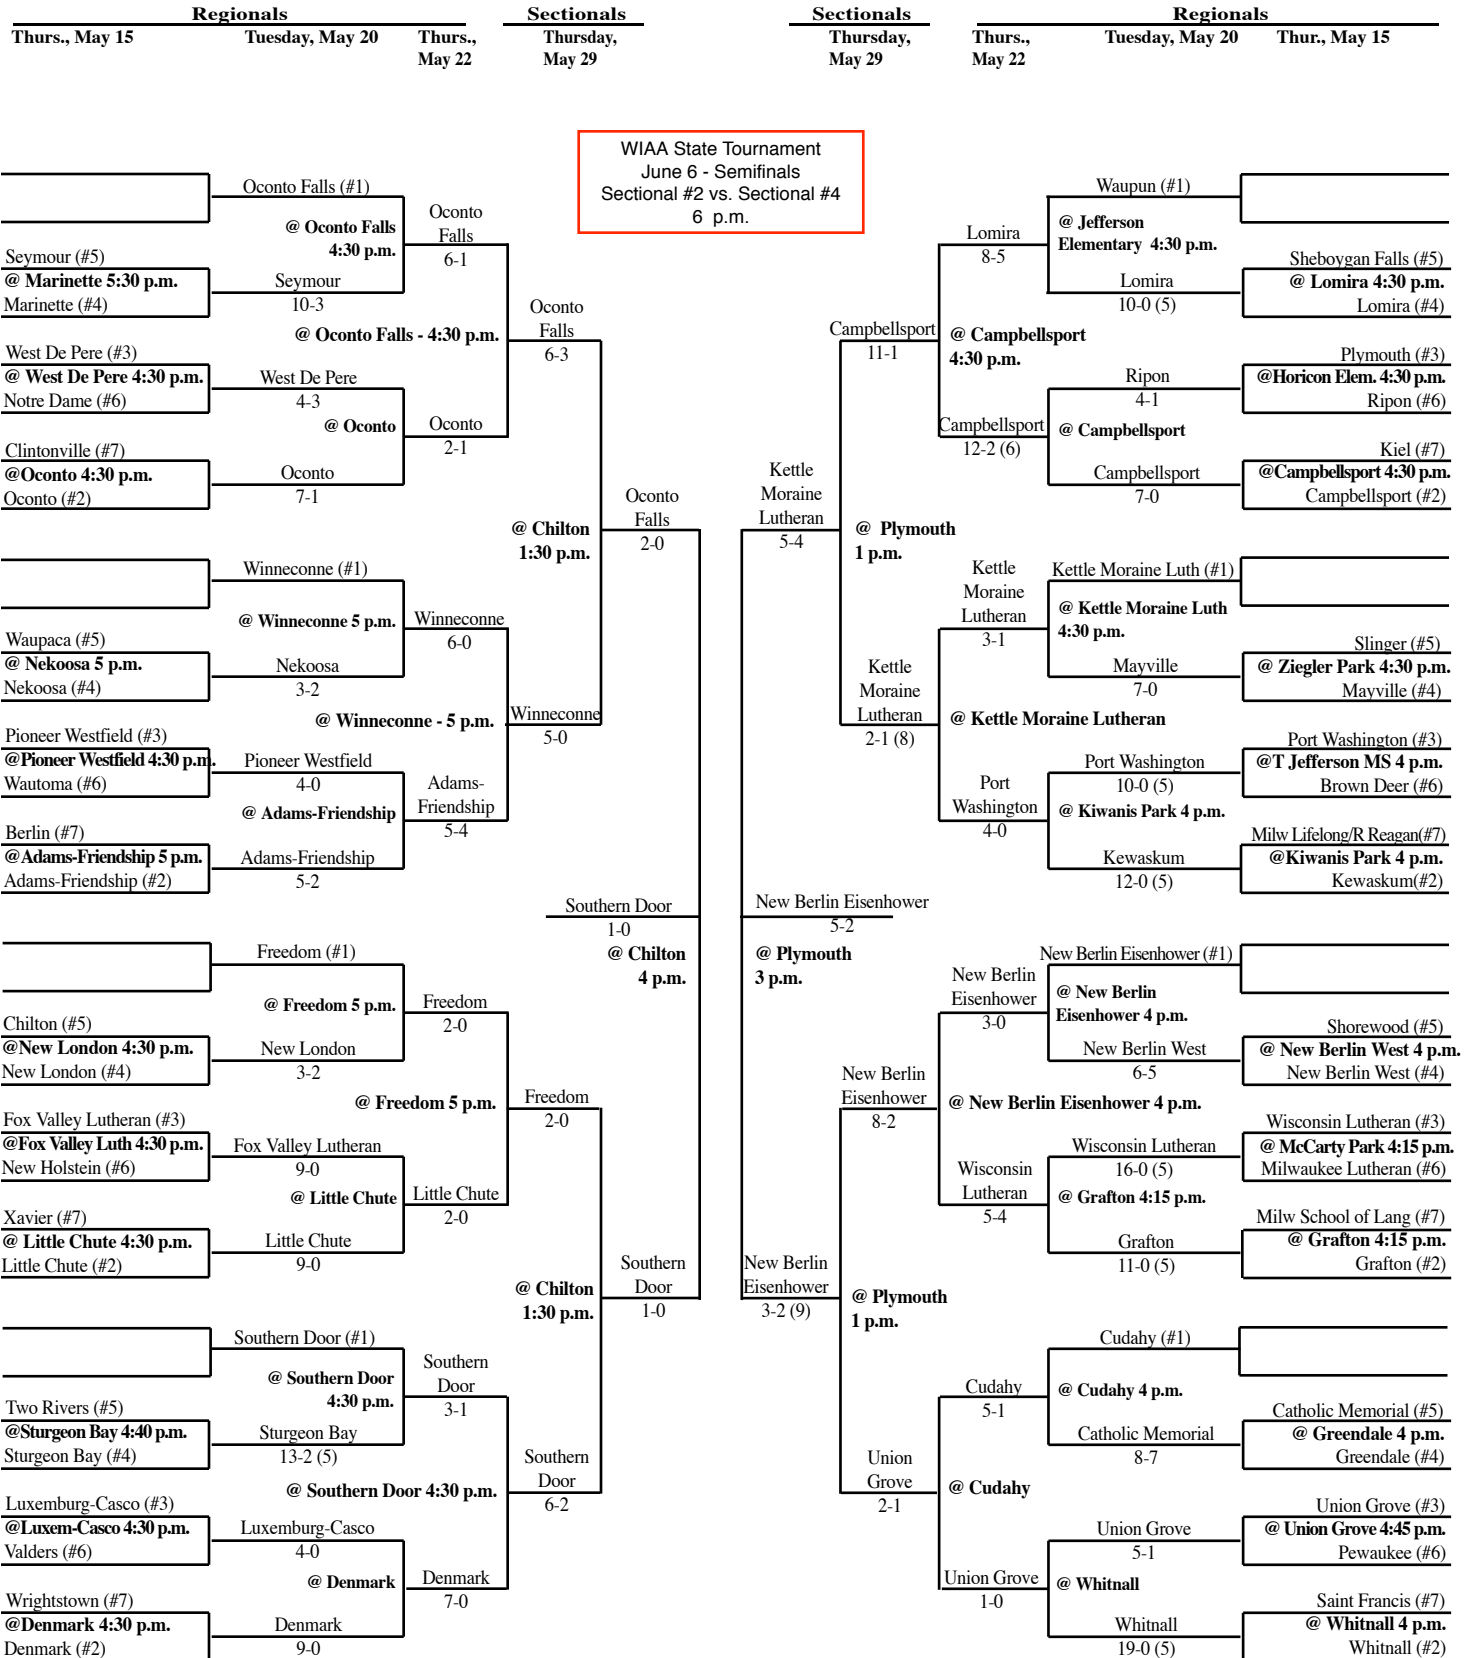 Regionals
Sectionals
Sectionals
Regionals
Thurs., May 15
Tuesday, May 20
Thurs.,
May 22
Thursday,
May 29
Thursday,
May 29
Thurs.,
May 22
Tuesday, May 20
Thur., May 15
WIAA State Tournament
June 6 - Semifinals
Sectional #2 vs. Sectional #4
6 p.m.
Oconto Falls (#1)
@ Oconto Falls
4:30 p.m.
Oconto
Falls
6-1
Seymour (#5)
@ Marinette 5:30 p.m.
Marinette (#4)
Seymour
10-3
@ Oconto Falls - 4:30 p.m.
Oconto
Falls
6-3
West De Pere (#3)
@ West De Pere 4:30 p.m.
Notre Dame (#6)
West De Pere
4-3
@ Oconto
Oconto
2-1
Clintonville (#7)
@Oconto 4:30 p.m.
Oconto (#2)
Oconto
7-1
@ Chilton
1:30 p.m.
Oconto
Falls
2-0
Winneconne (#1)
@ Winneconne 5 p.m.
Winneconne
6-0
Waupaca (#5)
@ Nekoosa 5 p.m.
Nekoosa (#4)
Nekoosa
3-2
@ Winneconne - 5 p.m.
Winneconne
5-0
Pioneer Westfield (#3)
@Pioneer Westfield 4:30 p.m.
Wautoma (#6)
Pioneer Westfield
4-0
@ Adams-Friendship
Adams-
Friendship
5-4
Berlin (#7)
@Adams-Friendship 5 p.m.
Adams-Friendship (#2)
Adams-Friendship
5-2
Southern Door
1-0
@ Chilton
4 p.m.
Freedom (#1)
@ Freedom 5 p.m.
Freedom
2-0
Chilton (#5)
@New London 4:30 p.m.
New London (#4)
New London
3-2
@ Freedom 5 p.m.
Freedom
2-0
Fox Valley Lutheran (#3)
@Fox Valley Luth 4:30 p.m.
New Holstein (#6)
Fox Valley Lutheran
9-0
@ Little Chute
Little Chute
2-0
Xavier (#7)
@ Little Chute 4:30 p.m.
Little Chute (#2)
Little Chute
9-0
@ Chilton
1:30 p.m.
Southern
Door
1-0
Southern Door (#1)
@ Southern Door
4:30 p.m.
Southern
Door
3-1
Two Rivers (#5)
@Sturgeon Bay 4:40 p.m.
Sturgeon Bay (#4)
Sturgeon Bay
13-2 (5)
@ Southern Door 4:30 p.m.
Southern
Door
6-2
Luxemburg-Casco (#3)
@Luxem-Casco 4:30 p.m.
Valders (#6)
Luxemburg-Casco
4-0
@ Denmark
Denmark
7-0
Wrightstown (#7)
@Denmark 4:30 p.m.
Denmark (#2)
Denmark
9-0
Waupun (#1)
@ Jefferson
Elementary 4:30 p.m.
Lomira
8-5
Sheboygan Falls (#5)
@ Lomira 4:30 p.m.
Lomira (#4)
Lomira
10-0 (5)
Campbellsport
11-1
@ Campbellsport
4:30 p.m.
Plymouth (#3)
@Horicon Elem. 4:30 p.m.
Ripon (#6)
Ripon
4-1
Campbellsport
12-2 (6)
@ Campbellsport
Kiel (#7)
@Campbellsport 4:30 p.m.
Campbellsport (#2)
Campbellsport
7-0
Kettle
Moraine
Lutheran
5-4
@ Plymouth
1 p.m.
Kettle Moraine Luth (#1)
@ Kettle Moraine Luth
4:30 p.m.
Kettle
Moraine
Lutheran
3-1
Slinger (#5)
@ Ziegler Park 4:30 p.m.
Mayville (#4)
Mayville
7-0
Kettle
Moraine
Lutheran
2-1 (8)
@ Kettle Moraine Lutheran
Port Washington (#3)
@T Jefferson MS 4 p.m.
Brown Deer (#6)
Port Washington
10-0 (5)
Port
Washington
4-0
@ Kiwanis Park 4 p.m.
Milw Lifelong/R Reagan(#7)
@Kiwanis Park 4 p.m.
Kewaskum(#2)
Kewaskum
12-0 (5)
New Berlin Eisenhower
5-2
@ Plymouth
3 p.m.
New Berlin Eisenhower (#1)
@ New Berlin
Eisenhower 4 p.m.
New Berlin
Eisenhower
3-0
Shorewood (#5)
@ New Berlin West 4 p.m.
New Berlin West (#4)
New Berlin West
6-5
New Berlin
Eisenhower
8-2
@ New Berlin Eisenhower 4 p.m.
Wisconsin Lutheran (#3)
@ McCarty Park 4:15 p.m.
Milwaukee Lutheran (#6)
Wisconsin Lutheran
16-0 (5)
Wisconsin
Lutheran
5-4
@ Grafton 4:15 p.m.
Milw School of Lang (#7)
@ Grafton 4:15 p.m.
Grafton (#2)
Grafton
11-0 (5)
New Berlin
Eisenhower
3-2 (9)
@ Plymouth
1 p.m.
Cudahy (#1)
@ Cudahy 4 p.m.
Cudahy
5-1
Catholic Memorial (#5)
@ Greendale 4 p.m.
Greendale (#4)
Catholic Memorial
8-7
Union
Grove
2-1
@ Cudahy
Union Grove (#3)
@ Union Grove 4:45 p.m.
Pewaukee (#6)
Union Grove
5-1
Union Grove
1-0
@ Whitnall
Saint Francis (#7)
@ Whitnall 4 p.m.
Whitnall (#2)
Whitnall
19-0 (5)